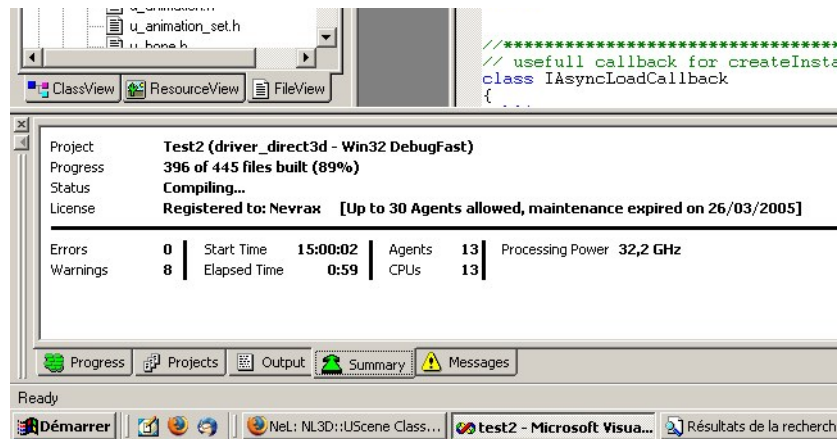 u_animation.h
u_animation_set.h
u_bone.h
//**********************************
// usefull callback for createInsta
class IAsyncLoadCallback
{
ClassView ResourceView FileView
Project Test2 (driver_direct3d - Win32 DebugFast)
Progress 396 of 445 files built (89%)
Status Compiling...
License Registered to: Nevrax [Up to 30 Agents allowed, maintenance expired on 26/03/2005]
Errors 0 Start Time 15:00:02 Agents 13 Processing Power 32,2 GHz
Warnings 8 Elapsed Time 0:59 CPUs 13
Progress Projects Output Summary Messages
Ready
Démarrer NeL: NL3D::UScene Class... test2 - Microsoft Visua... Résultats de la recherch